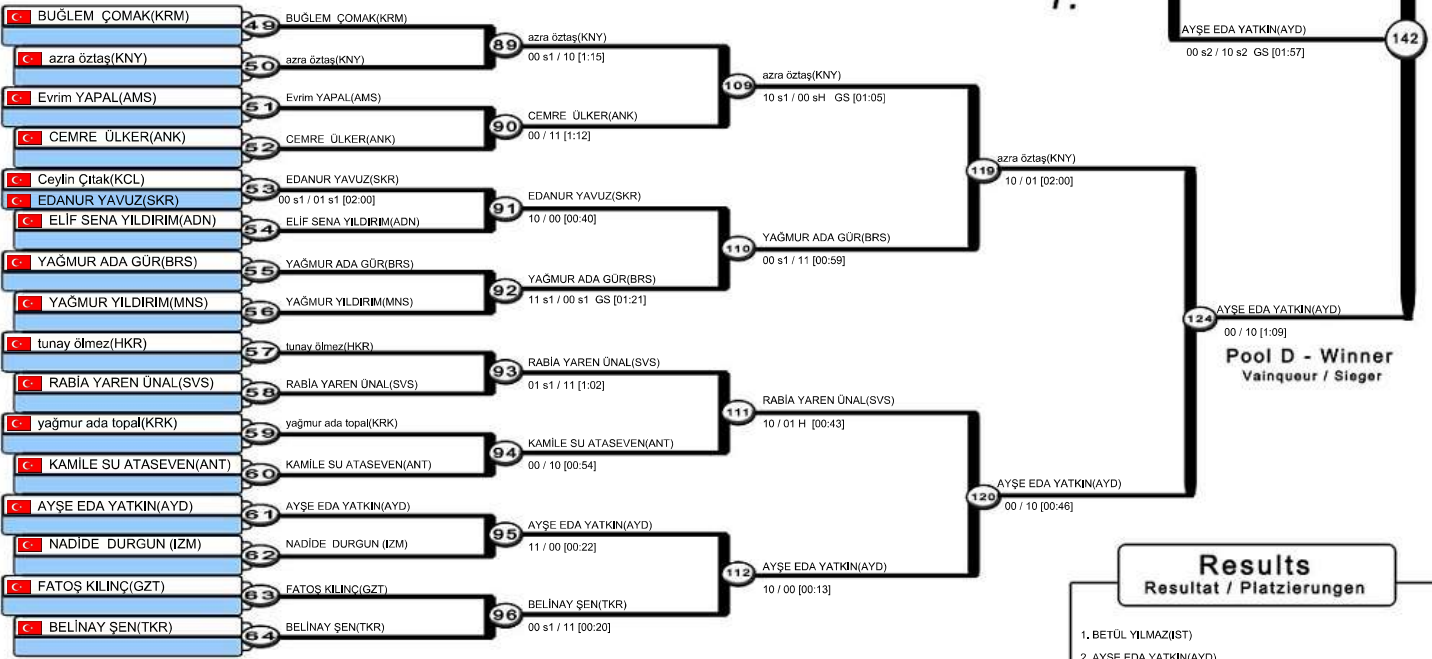 BUĞLEM ÇOMAK(KRM)
azra öztaş(KNY)
Evrim YAPAL(AMS)
CEMRE ÜLKER(ANK)
Ceylin Çıtak(KCL)
EDANUR YAVUZ(SKR)
ELİF SENA YILDIRIM(ADN)
YAĞMUR ADA GÜR(BRS)
YAĞMUR YILDIRIM(MNS)
tunay ölmez(HKR)
RABİA YAREN ÜNAL(SVS)
yağmur ada topal(KRK)
KAMİLE SU ATASEVEN(ANT)
AYŞE EDA YATKIN(AYD)
NADİDE DURGUN (IZM)
FATOŞ KILINÇ(GZT)
BELİNAY ŞEN(TKR)
49
50
51
52
53
54
55
56
57
58
59
60
61
62
63
64
BUĞLEM ÇOMAK(KRM)
azra öztaş(KNY)
Evrim YAPAL(AMS)
CEMRE ÜLKER(ANK)
EDANUR YAVUZ(SKR)
00 s1 / 01 s1 [02:00]
ELİF SENA YILDIRIM(ADN)
YAĞMUR ADA GÜR(BRS)
YAĞMUR YILDIRIM(MNS)
tunay ölmez(HKR)
RABİA YAREN ÜNAL(SVS)
yağmur ada topal(KRK)
KAMİLE SU ATASEVEN(ANT)
AYŞE EDA YATKIN(AYD)
NADİDE DURGUN (IZM)
FATOŞ KILINÇ(GZT)
BELİNAY ŞEN(TKR)
89
90
91
92
93
94
95
96
azra öztaş(KNY)
00 s1 / 10 [1:15]
CEMRE ÜLKER(ANK)
00 / 11 [1:12]
EDANUR YAVUZ(SKR)
10 / 00 [00:40]
YAĞMUR ADA GÜR(BRS)
11 s1 / 00 s1 GS [01:21]
RABİA YAREN ÜNAL(SVS)
01 s1 / 11 [1:02]
KAMİLE SU ATASEVEN(ANT)
00 / 10 [00:54]
AYŞE EDA YATKIN(AYD)
11 / 00 [00:22]
BELİNAY ŞEN(TKR)
00 s1 / 11 [00:20]
109
110
111
112
azra öztaş(KNY)
10 s1 / 00 sH GS [01:05]
YAĞMUR ADA GÜR(BRS)
00 s1 / 11 [00:59]
RABİA YAREN ÜNAL(SVS)
10 / 01 H [00:43]
AYŞE EDA YATKIN(AYD)
10 / 00 [00:13]
119
120
azra öztaş(KNY)
10 / 01 [02:00]
AYŞE EDA YATKIN(AYD)
00 / 10 [00:46]
124
AYŞE EDA YATKIN(AYD)
00 / 10 [1:09]
Pool D - Winner
Vainqueur / Sieger
AYŞE EDA YATKIN(AYD)
00 s2 / 10 s2 GS [01:57]
142
Results
Resultat / Platzierungen
1. BETÜL YILMAZ(IST)
2. AYŞE EDA YATKIN(AYD)